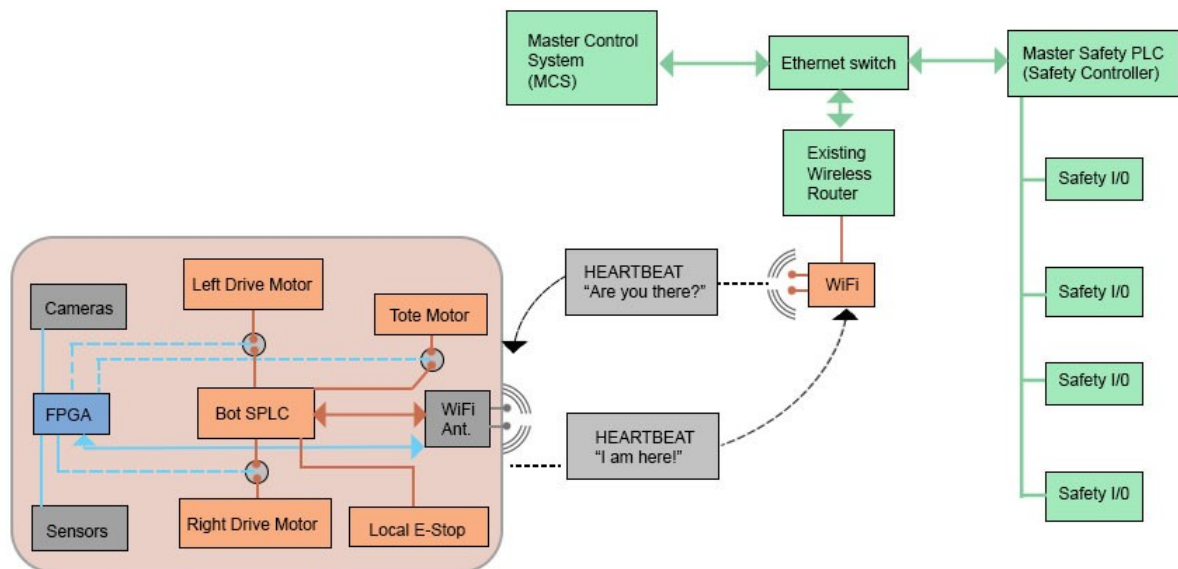 Master Control
System
(MCS)
Ethernet switch
Master Safety PLC
(Safety Controller)
Existing
Wireless
Router
Safety I/0
Safety I/0
Safety I/0
Safety I/0
HEARTBEAT
“Are you there?”
WiFi
HEARTBEAT
“I am here!”
Left Drive Motor
Cameras
Tote Motor
FPGA
Bot SPLC
WiFi
Ant.
Sensors
Right Drive Motor
Local E-Stop